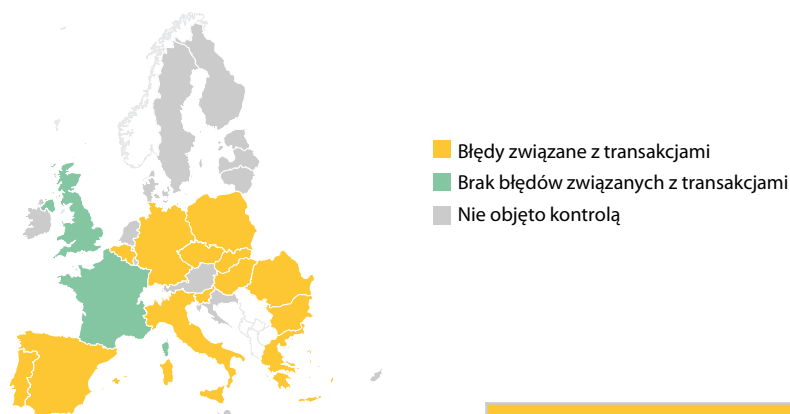 Błędy związane z transakcjami
Brak błędów związanych z transakcjami
Nie objęto kontrolą